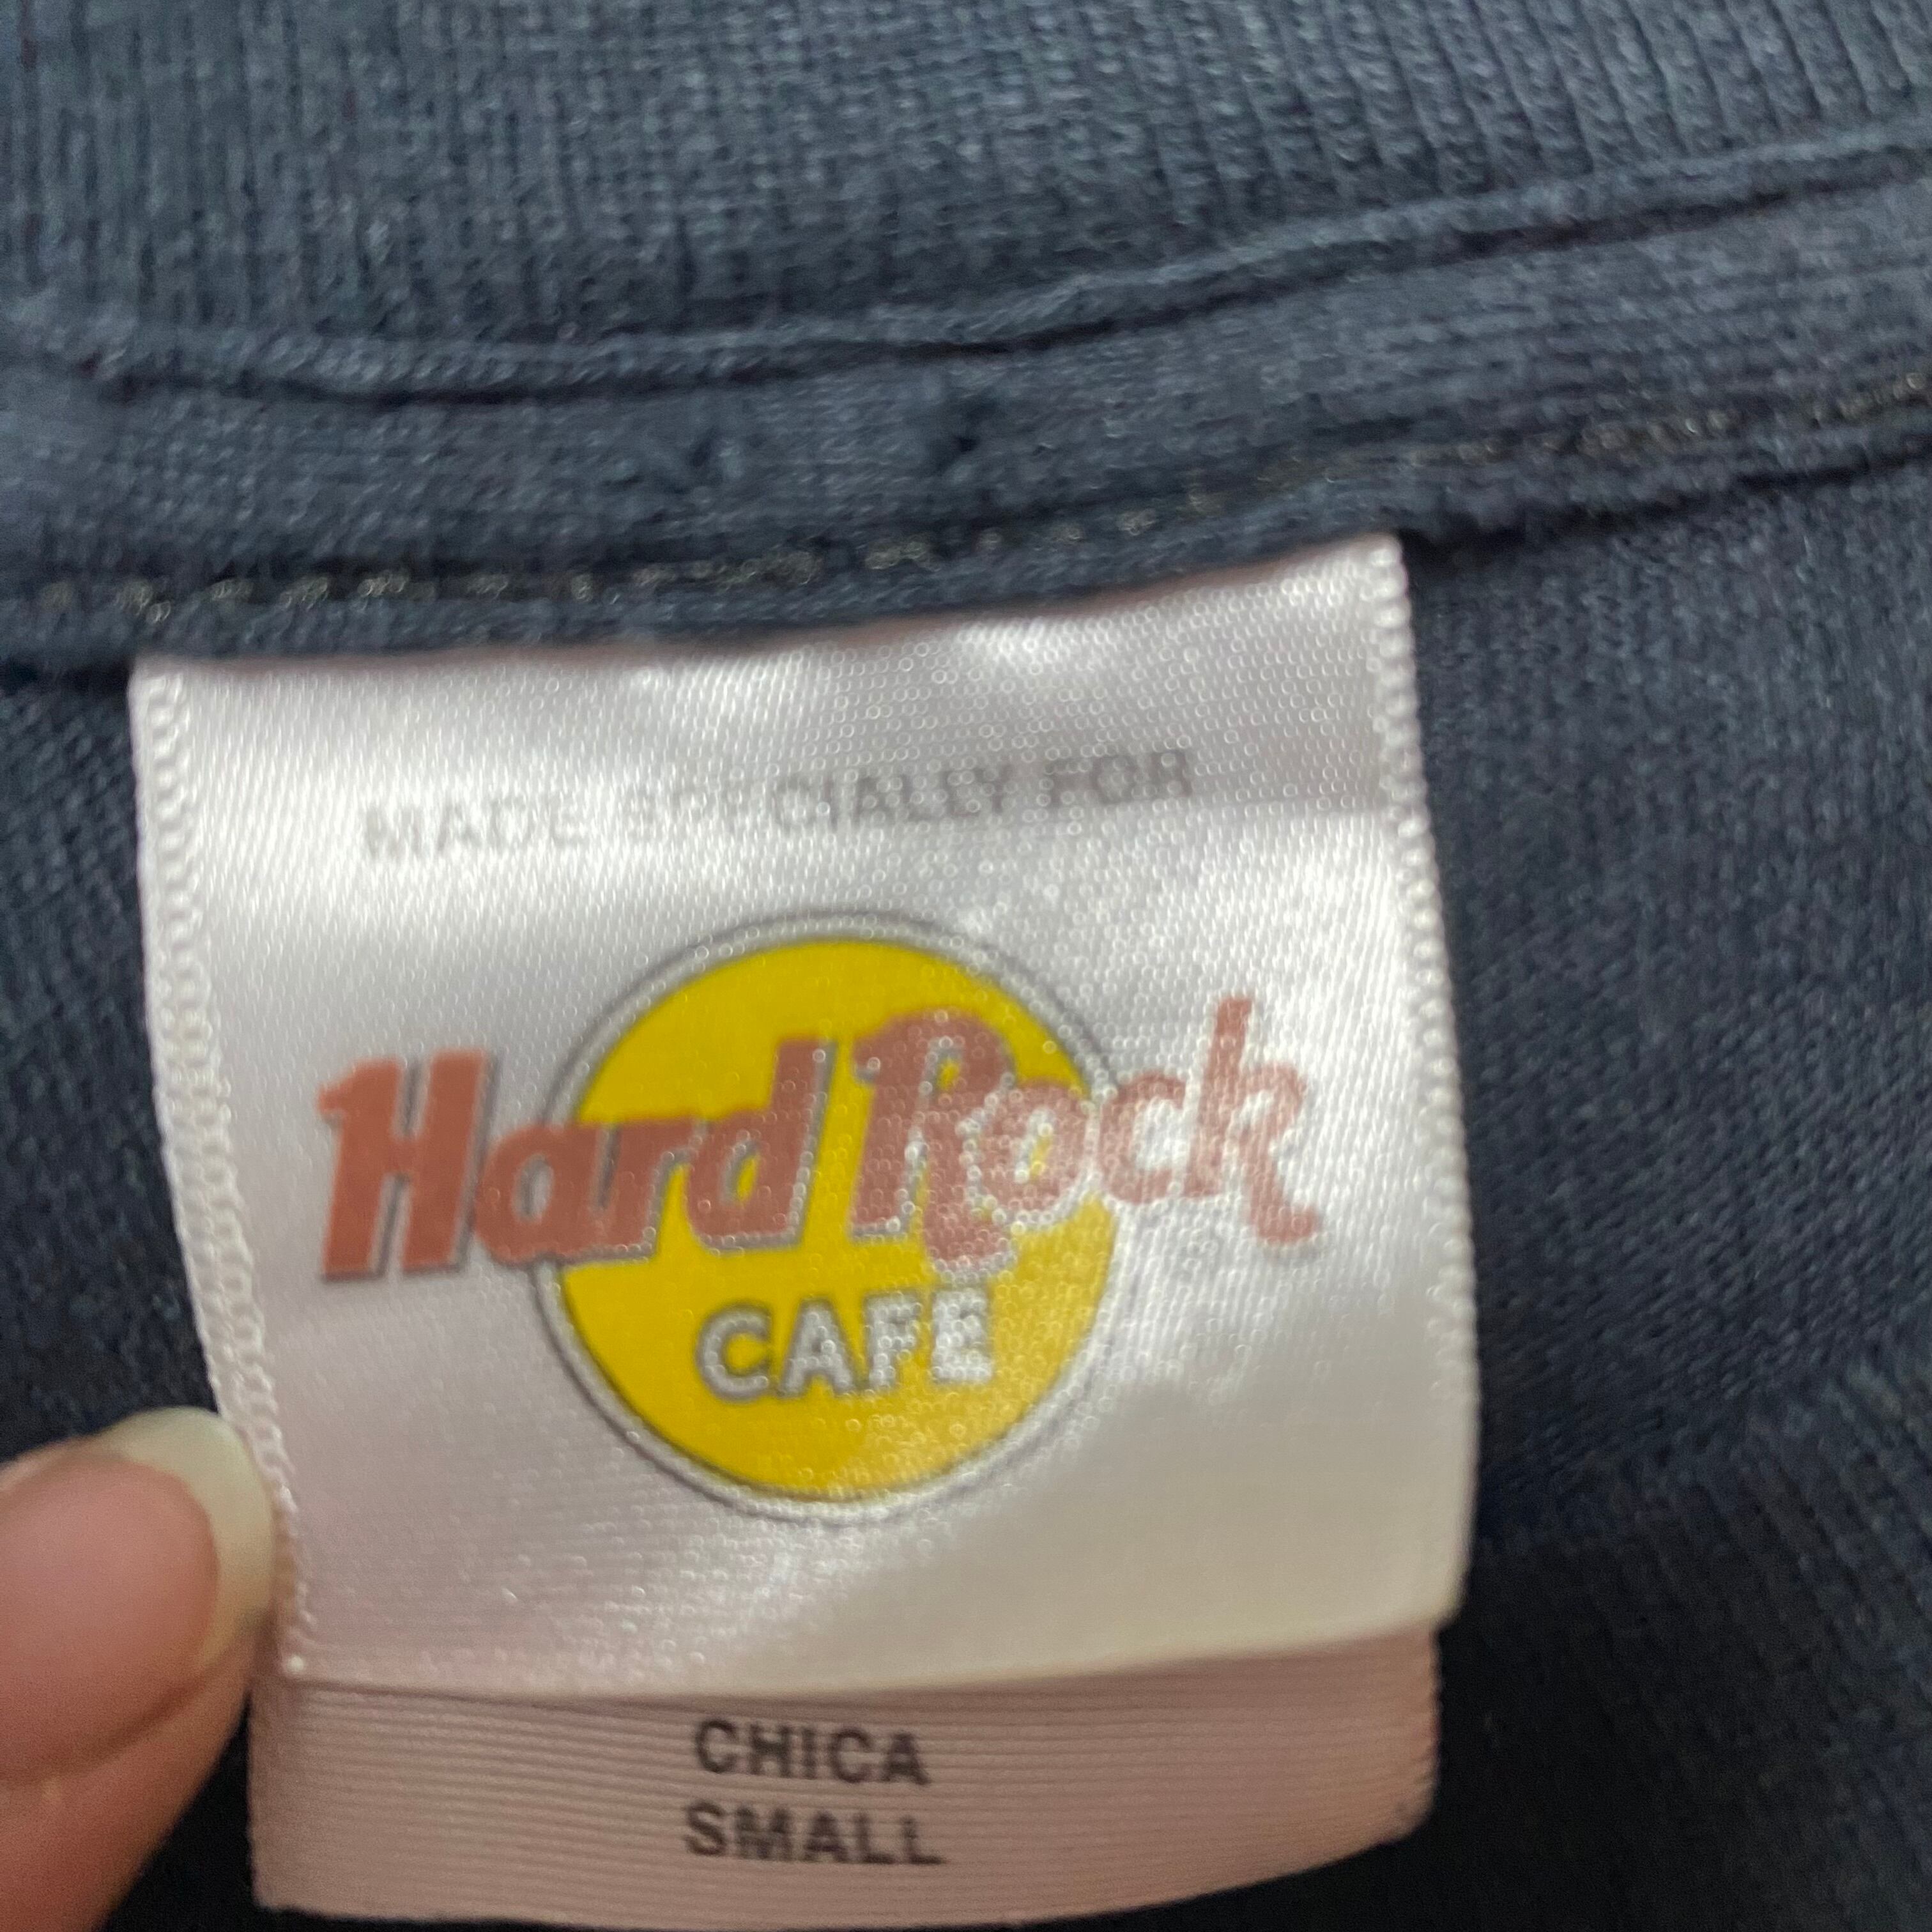 MADE SPECIALLY FOR
Hard Rock
CAFE
CHICA
SMALL